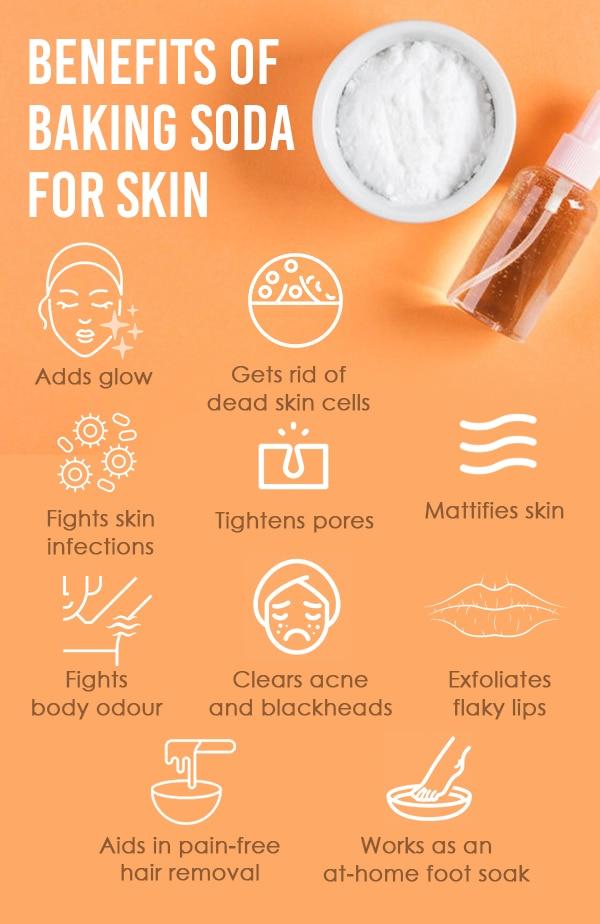 BENEFITS OF
BAKING SODA
FOR SKIN
Adds glow
Gets rid of
dead skin cells
Fights skin
infections
Tightens pores
Mattifies skin
Fights
body odour
Clears acne
and blackheads
Exfoliates
flaky lips
Aids in pain-free
hair removal
Works as an
at-home foot soak